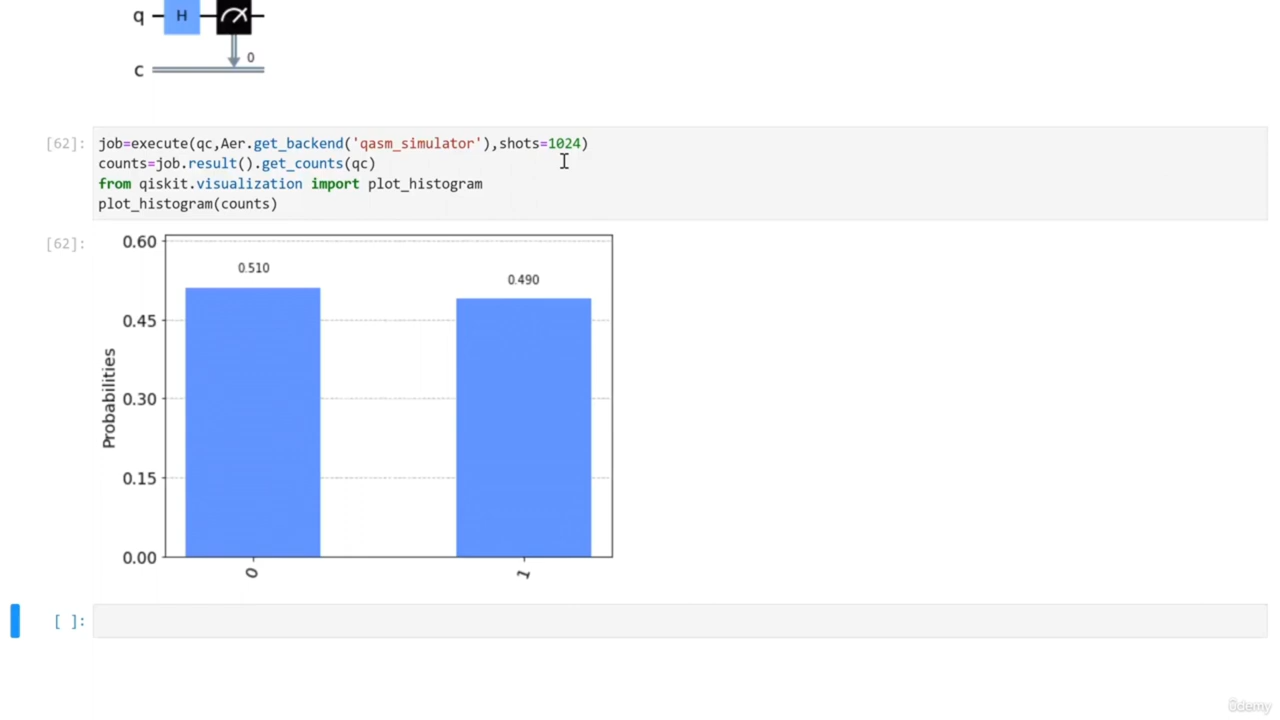 q H
0
c
[62]: job=execute(qc,Aer.get_backend('qasm_simulator'),shots=1024)
counts=job.result().get_counts(qc)
from qiskit.visualization import plot_histogram
plot_histogram(counts)
[62]:
0.60
0.510
0.490
0.45
0.30
0.15
0.00
Probabilities
0 1
[ ]:
ûdemy